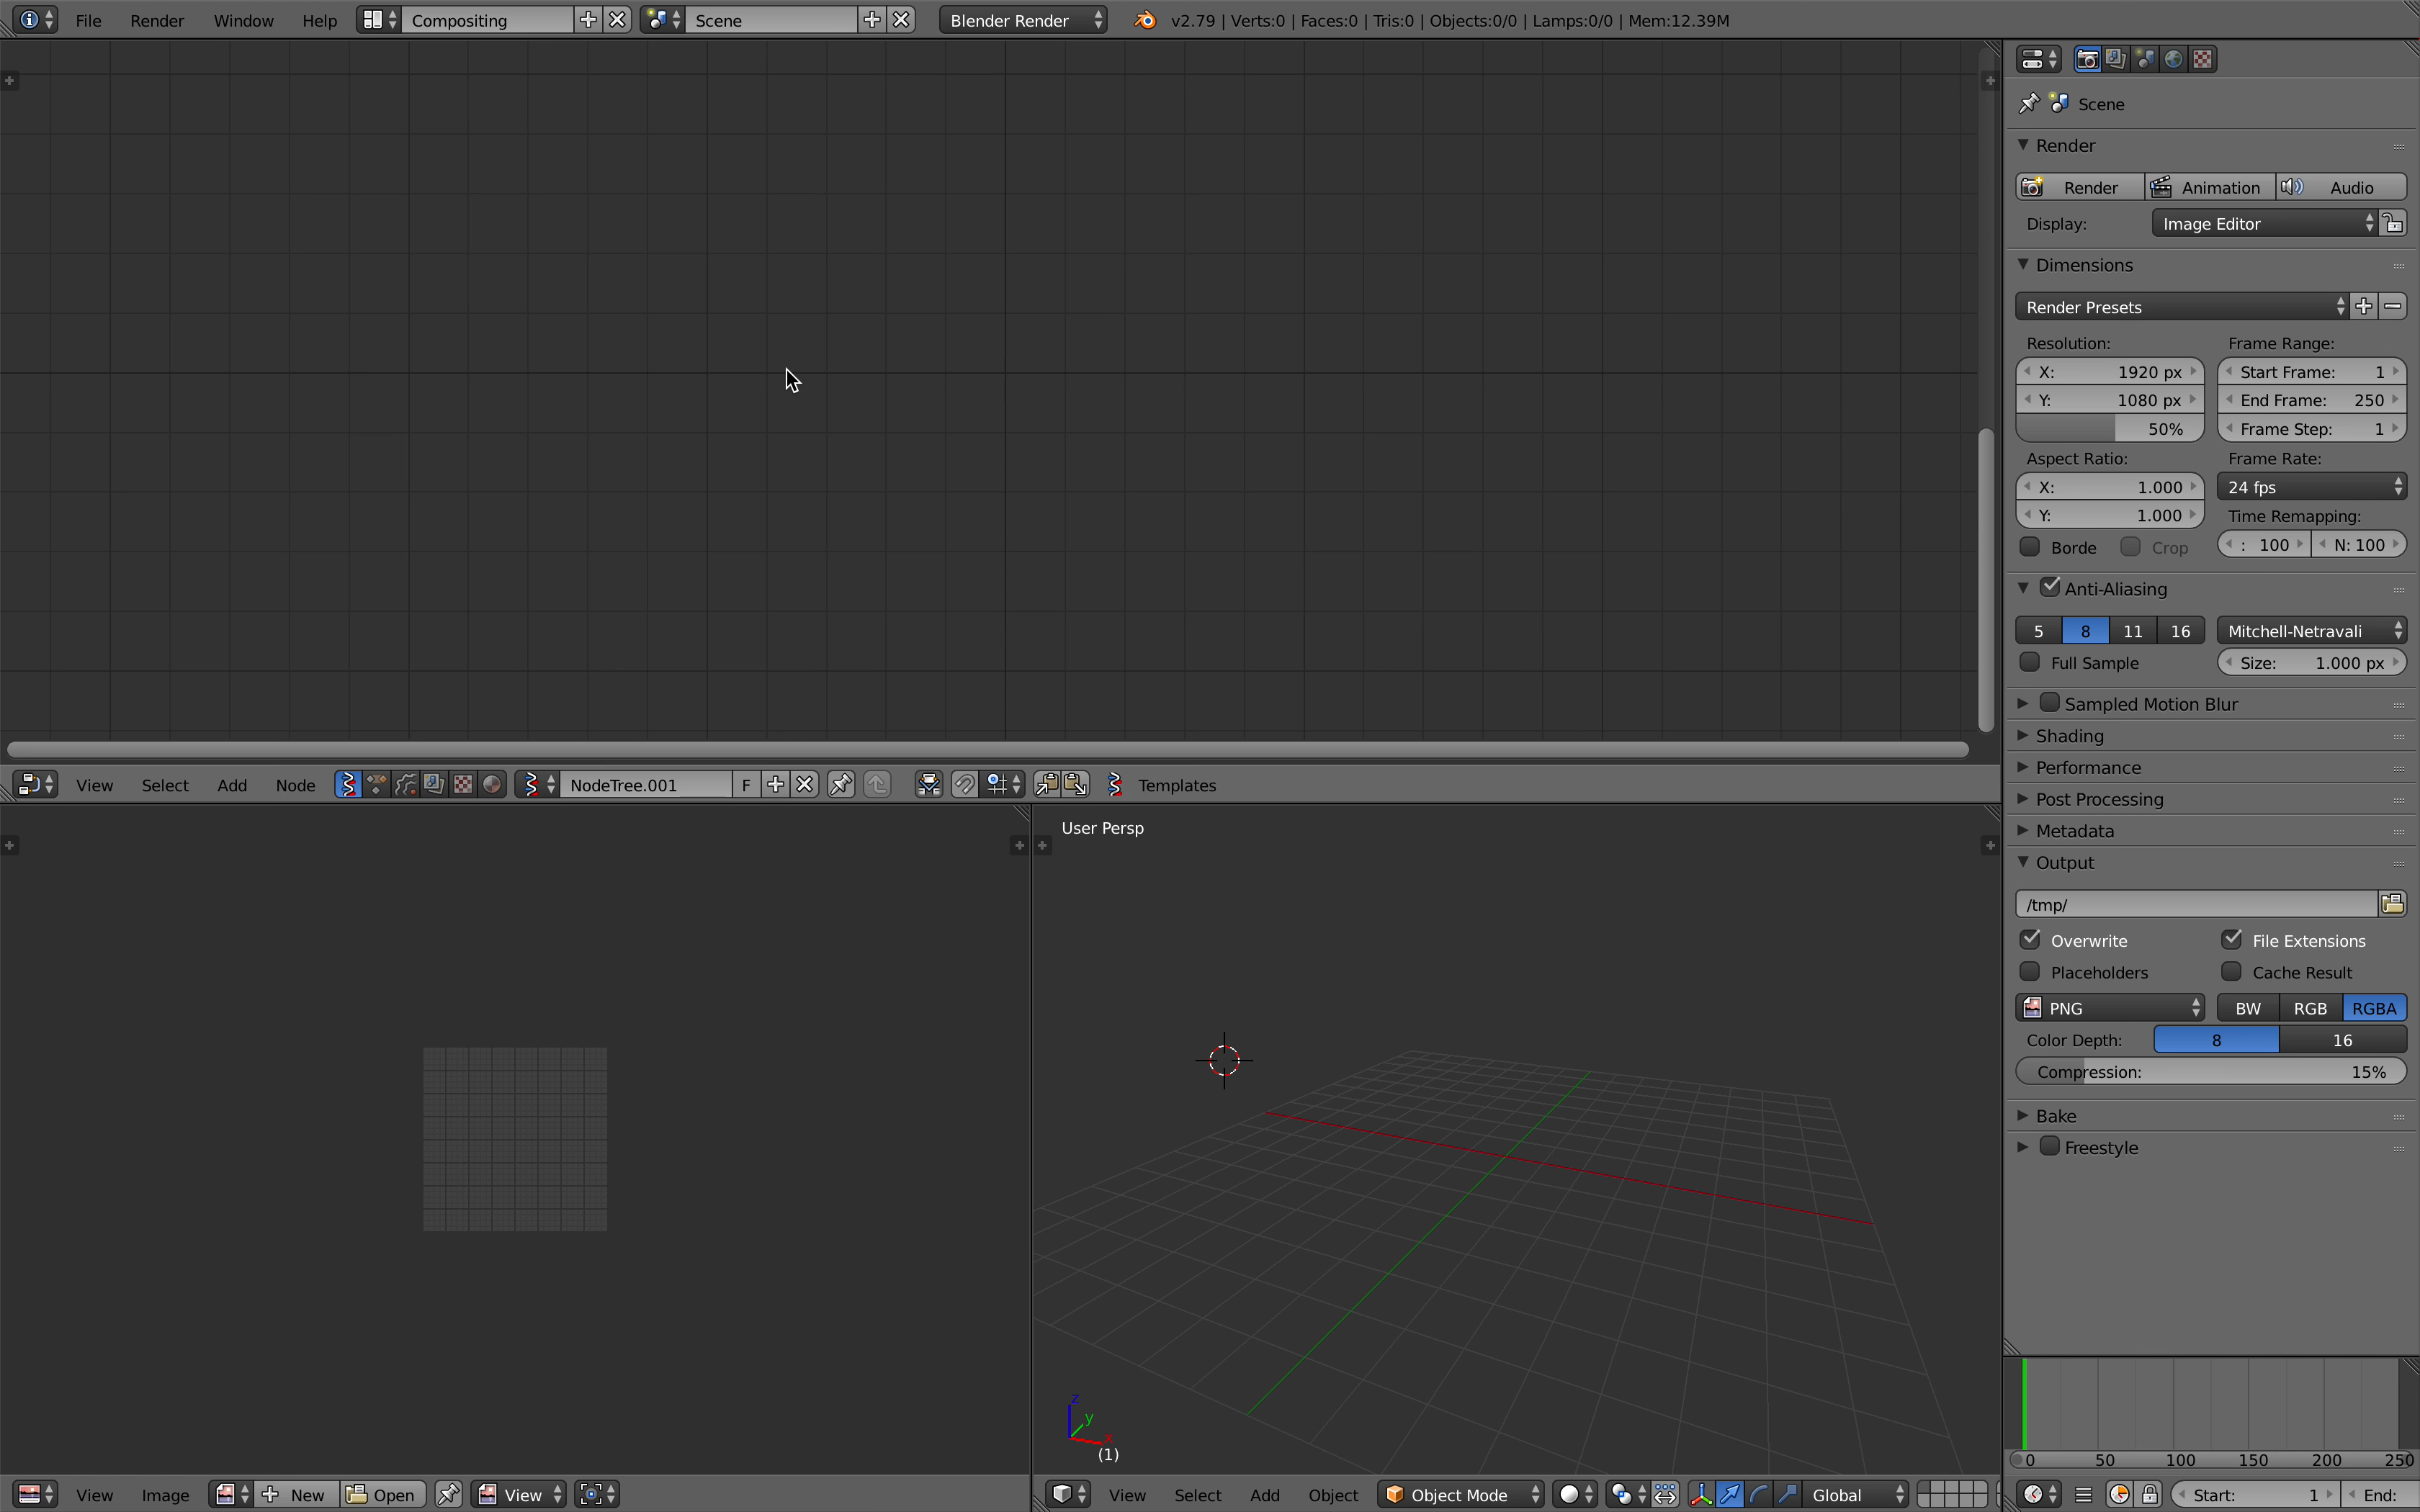 File Render Window Help Compositing Scene Blender Render v2.79 | Verts:0 | Faces:0 | Tris:0 | Objects:0/0 | Lamps:0/0 | Mem:12.39M
Scene
Render
Render Animation Audio
Display: Image Editor
Dimensions
Render Presets
Resolution: Frame Range:
X: 1920 px Start Frame: 1
Y: 1080 px End Frame: 250
50% Frame Step: 1
Aspect Ratio: Frame Rate:
X: 1.000 24 fps
Y: 1.000 Time Remapping:
Borde Crop : 100 N: 100
Anti-Aliasing
5 8 11 16 Mitchell-Netravali
Full Sample Size: 1.000 px
Sampled Motion Blur
Shading
Performance
Post Processing
Metadata
Output
/tmp/
Overwrite File Extensions
Placeholders Cache Result
PNG BW RGB RGBA
Color Depth: 8 16
Compression: 15%
Bake
Freestyle
View Select Add Node NodeTree.001 F Templates
User Persp
z
y
x
(1)
0 50 100 150 200 250
View Image New Open View
View Select Add Object Object Mode Global
Start: 1 End: